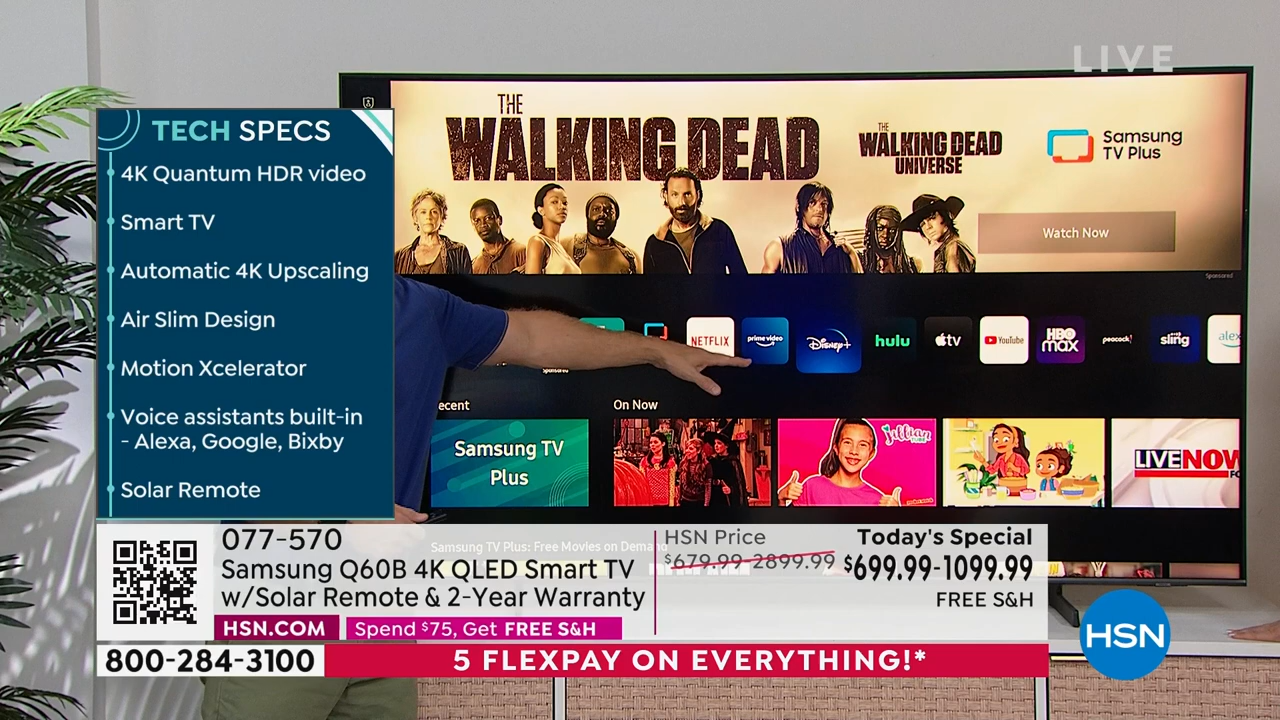 LIVE
TECH SPECS
4K Quantum HDR video
Smart TV
Automatic 4K Upscaling
Air Slim Design
Motion Xcelerator
Voice assistants built-in
- Alexa, Google, Bixby
Solar Remote
THE
WALKING DEAD
THE
WALKING DEAD
UNIVERSE
Samsung
TV Plus
Watch Now
Sponsored
NETFLIX
prime video
Disney+
hulu
tv
YouTube
HBO
max
peacock
sling
alex
Sponsored
ecent
On Now
Samsung TV
Plus
Jillian
LIVENOW
FO
Samsung TV Plus: Free Movies on Demand
077-570
Samsung Q60B 4K QLED Smart TV
w/Solar Remote & 2-Year Warranty
HSN Price
$679.99-2899.99
Today's Special
$699.99-1099.99
FREE S&H
HSN.COM
Spend $75, Get FREE S&H
HSN
800-284-3100
5 FLEXPAY ON EVERYTHING!*